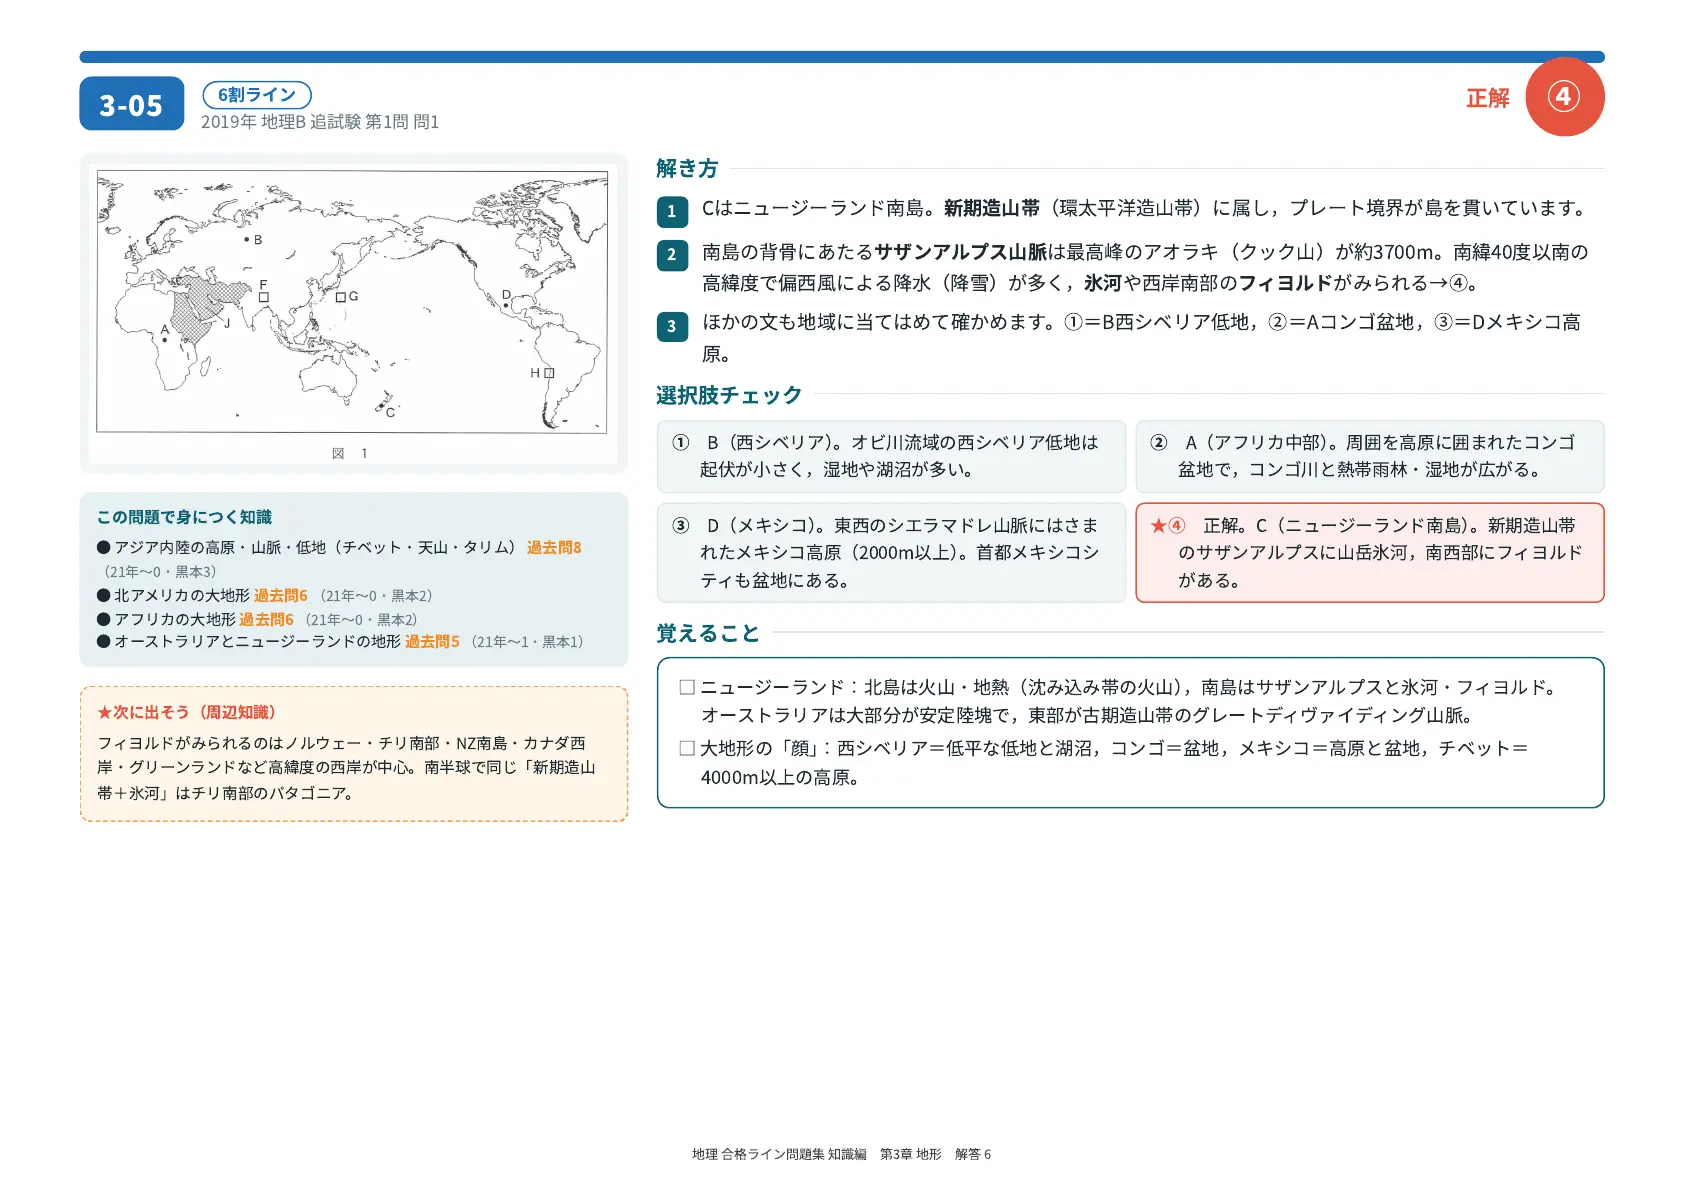 3-05
6割ライン
2019年 地理B 追試験 第1問 問1
正解 ④
B
F
G
J
A
D
H
C
図 1
この問題で身につく知識
● アジア内陸の高原・山脈・低地（チベット・天山・タリム） 過去問8
（21年〜0・黒本3）
● 北アメリカの大地形 過去問6 （21年〜0・黒本2）
● アフリカの大地形 過去問6 （21年〜0・黒本2）
● オーストラリアとニュージーランドの地形 過去問5 （21年〜1・黒本1）
★次に出そう（周辺知識）
フィヨルドがみられるのはノルウェー・チリ南部・NZ南島・カナダ西
岸・グリーンランドなど高緯度の西岸が中心。南半球で同じ「新期造山
帯＋氷河」はチリ南部のパタゴニア。
解き方
1 Cはニュージーランド南島。新期造山帯（環太平洋造山帯）に属し，プレート境界が島を貫いています。
2 南島の背骨にあたるサザンアルプス山脈は最高峰のアオラキ（クック山）が約3700m。南緯40度以南の
高緯度で偏西風による降水（降雪）が多く，氷河や西岸南部のフィヨルドがみられる→④。
3 ほかの文も地域に当てはめて確かめます。①＝B西シベリア低地，②＝Aコンゴ盆地，③＝Dメキシコ高
原。
選択肢チェック
① B（西シベリア）。オビ川流域の西シベリア低地は
起伏が小さく，湿地や湖沼が多い。
② A（アフリカ中部）。周囲を高原に囲まれたコンゴ
盆地で，コンゴ川と熱帯雨林・湿地が広がる。
③ D（メキシコ）。東西のシエラマドレ山脈にはさま
れたメキシコ高原（2000m以上）。首都メキシコシ
ティも盆地にある。
★④ 正解。C（ニュージーランド南島）。新期造山帯
のサザンアルプスに山岳氷河，南西部にフィヨルド
がある。
覚えること
□ ニュージーランド：北島は火山・地熱（沈み込み帯の火山），南島はサザンアルプスと氷河・フィヨルド。
オーストラリアは大部分が安定陸塊で，東部が古期造山帯のグレートディヴァイディング山脈。
□ 大地形の「顔」：西シベリア＝低平な低地と湖沼，コンゴ＝盆地，メキシコ＝高原と盆地，チベット＝
4000m以上の高原。
地理 合格ライン問題集 知識編 第3章 地形 解答 6